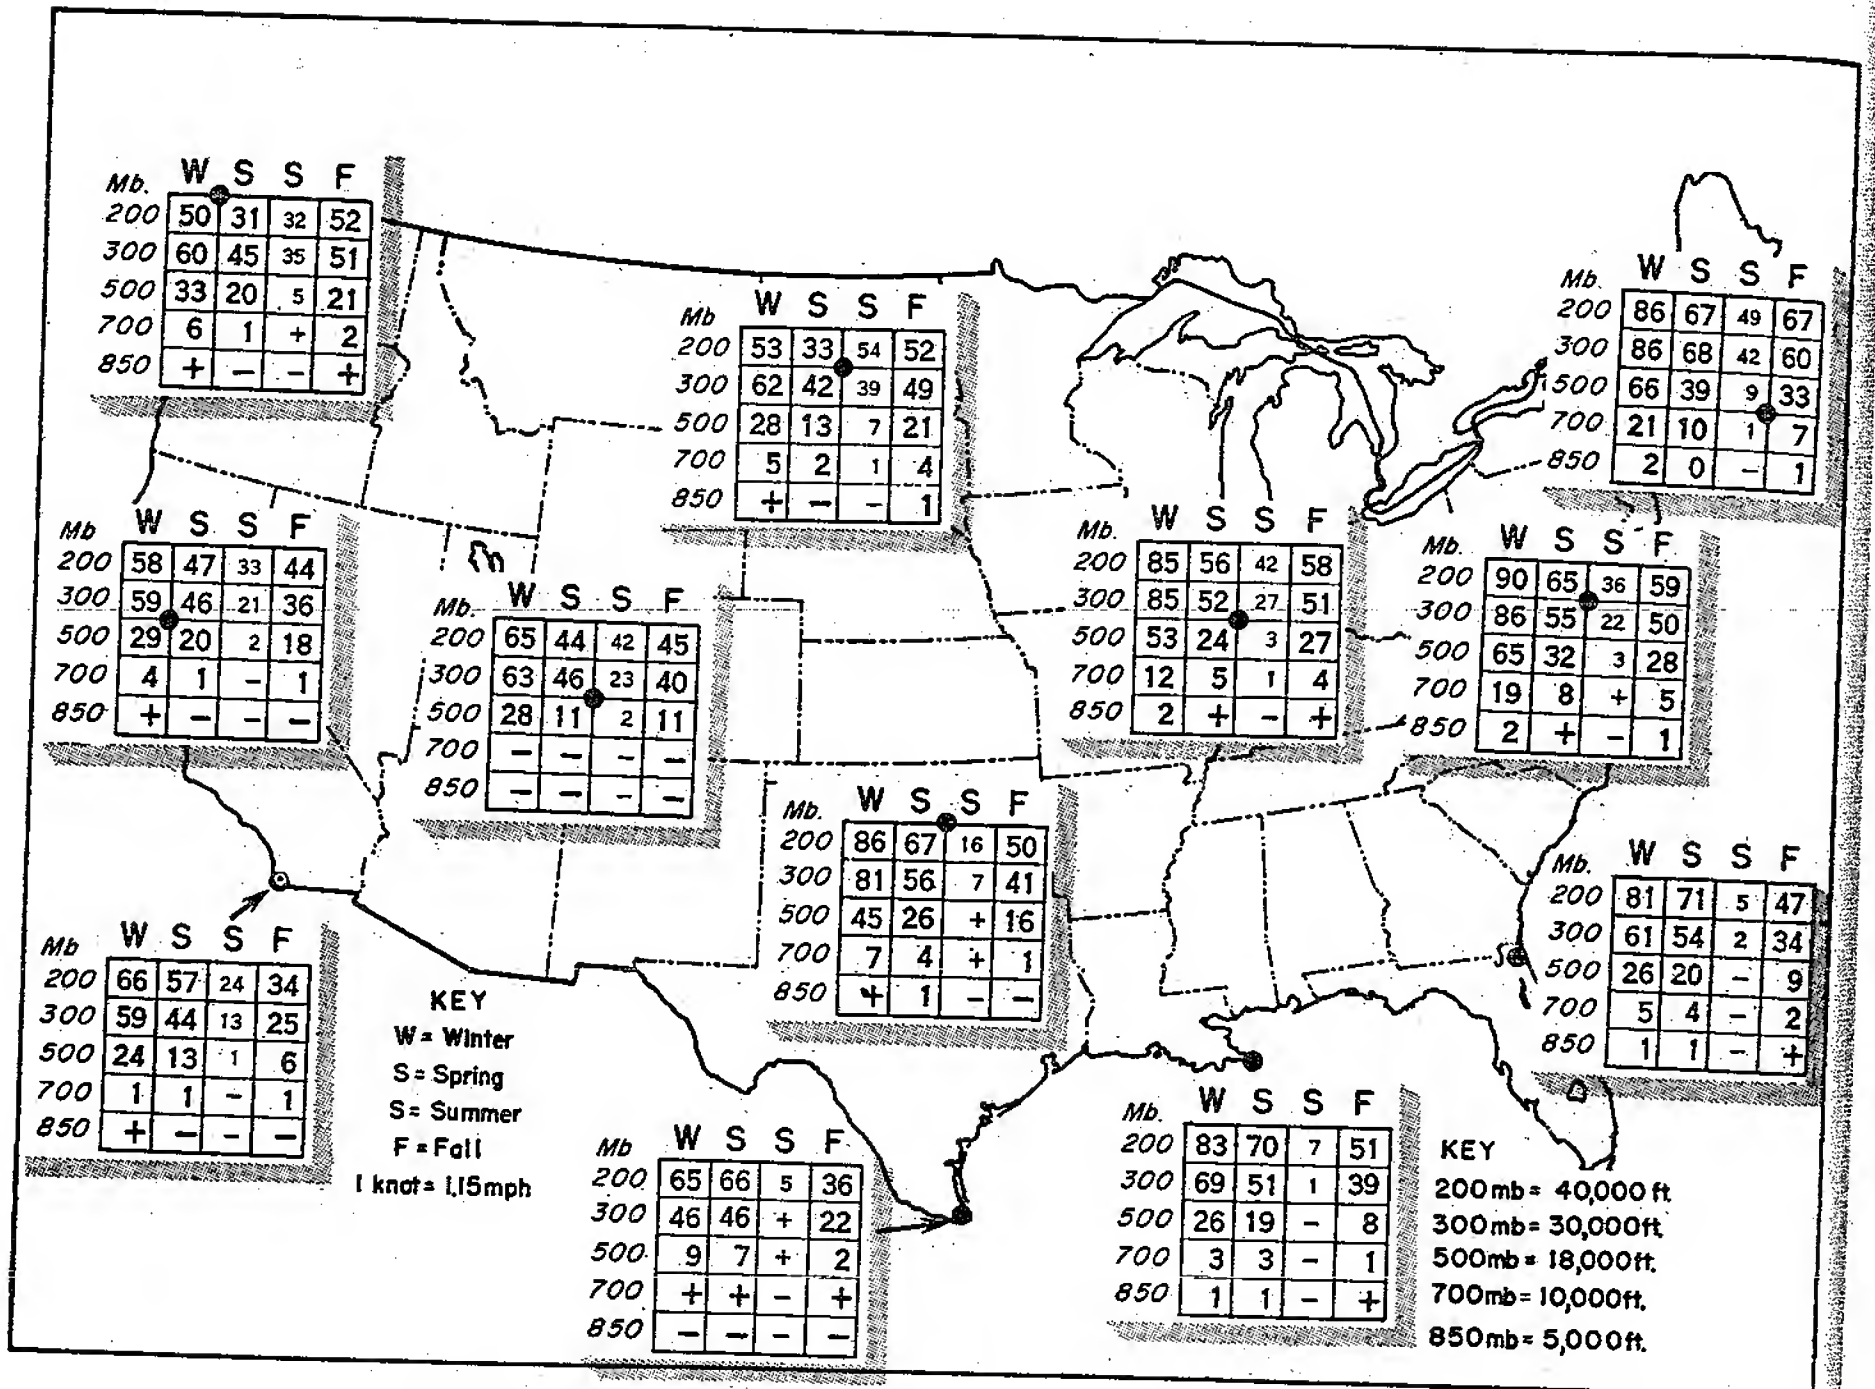 W S S F
Mb.
200 50 31 32 52
300 60 45 35 51
500 33 20 5 21
700 6 1 + 2
850 + – – +
W S S F
Mb
200 53 33 54 52
300 62 42 39 49
500 28 13 7 21
700 5 2 1 4
850 + – – 1
W S S F
Mb.
200 86 67 49 67
300 86 68 42 60
500 66 39 9 33
700 21 10 1 7
850 2 0 – 1
W S S F
Mb
200 58 47 33 44
300 59 46 21 36
500 29 20 2 18
700 4 1 – 1
850 + – – –
W S S F
Mb.
200 65 44 42 45
300 63 46 23 40
500 28 11 2 11
700 – – – –
850 – – – –
W S S F
Mb.
200 85 56 42 58
300 85 52 27 51
500 53 24 3 27
700 12 5 1 4
850 2 + – +
W S S F
Mb.
200 90 65 36 59
300 86 55 22 50
500 65 32 3 28
700 19 8 + 5
850 2 + – 1
W S S F
Mb.
200 86 67 16 50
300 81 56 7 41
500 45 26 + 16
700 7 4 + 1
850 + 1 – –
W S S F
Mb.
200 81 71 5 47
300 61 54 2 34
500 26 20 – 9
700 5 4 – 2
850 1 1 – +
W S S F
Mb
200 66 57 24 34
300 59 44 13 25
500 24 13 1 6
700 1 1 – 1
850 + – – –
KEY
W = Winter
S = Spring
S = Summer
F = Fall
1 knot = 1.15mph
W S S F
Mb
200 65 66 5 36
300 46 46 + 22
500 9 7 + 2
700 + + – +
850 – – – –
W S S F
Mb.
200 83 70 7 51
300 69 51 1 39
500 26 19 – 8
700 3 3 – 1
850 1 1 – +
KEY
200mb = 40,000 ft
300mb = 30,000ft.
500mb = 18,000ft.
700mb = 10,000ft.
850mb = 5,000ft.